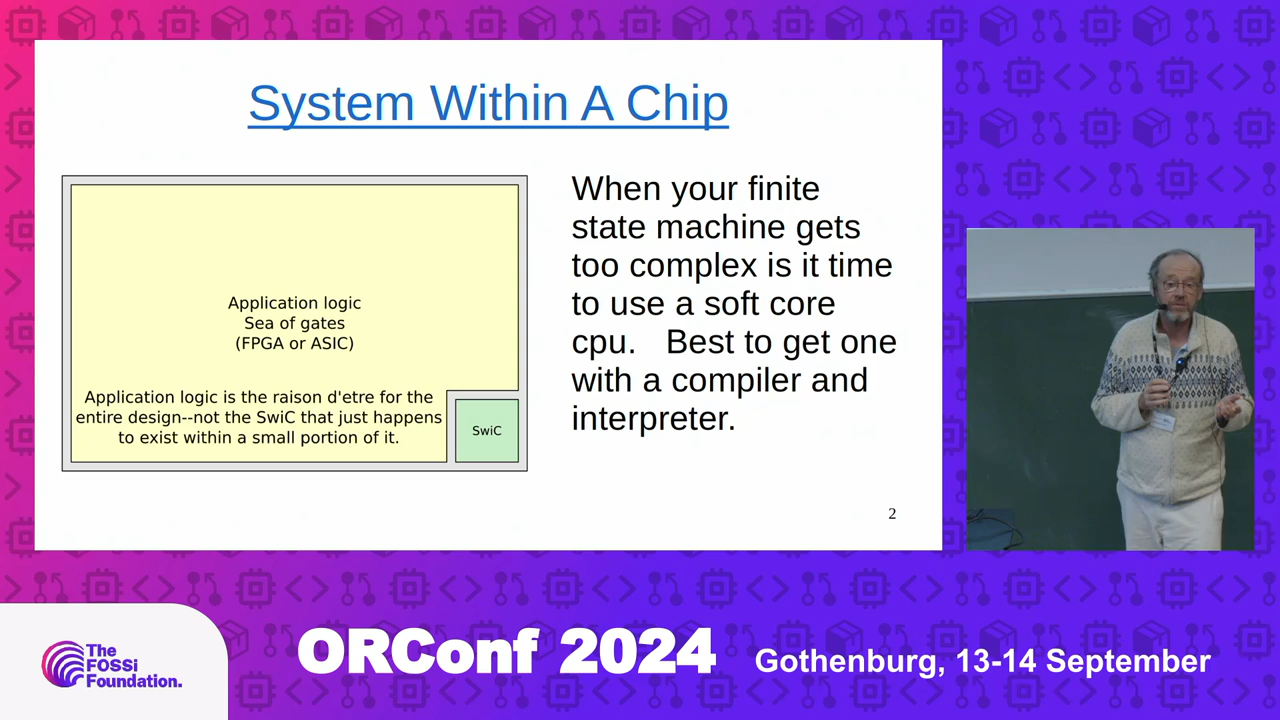 System Within A Chip
Application logic
Sea of gates
(FPGA or ASIC)
Application logic is the raison d'etre for the
entire design--not the SwiC that just happens
to exist within a small portion of it.
SwiC
When your finite
state machine gets
too complex is it time
to use a soft core
cpu.   Best to get one
with a compiler and
interpreter.
2
The
FOSSi
Foundation.
ORConf 2024
Gothenburg, 13-14 September